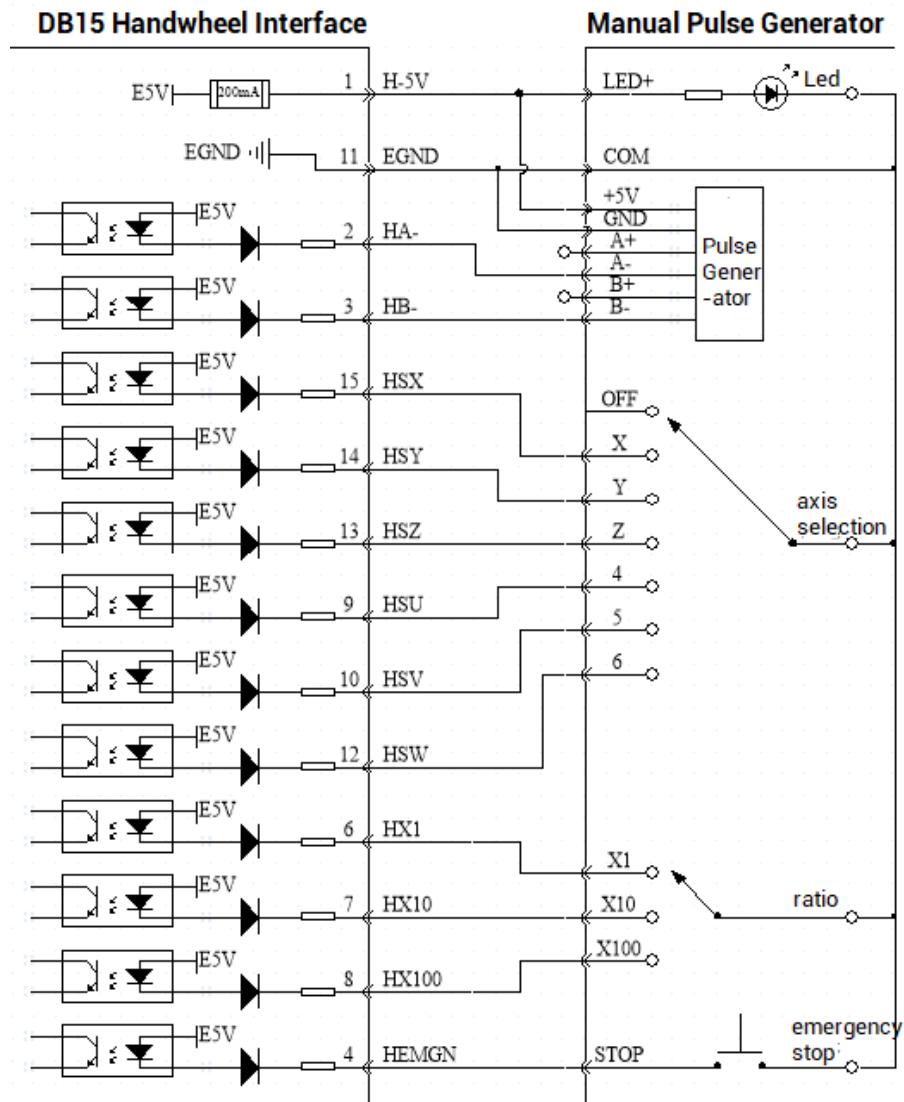 DB15 Handwheel Interface
Manual Pulse Generator
E5V 200mA 1 H-5V LED+ Led
EGND 11 EGND COM
+5V
E5V GND
2 HA- A+
A-
Pulse
Gener
-ator
E5V B+
3 HB- B-
E5V
15 HSX OFF
E5V X
14 HSY Y
axis
selection
E5V
13 HSZ Z
E5V 4
9 HSU 5
E5V
10 HSV 6
E5V
12 HSW
E5V
6 HX1 X1
E5V
7 HX10 X10 ratio
E5V X100
8 HX100
E5V
emergency
stop
4 HEMGN STOP